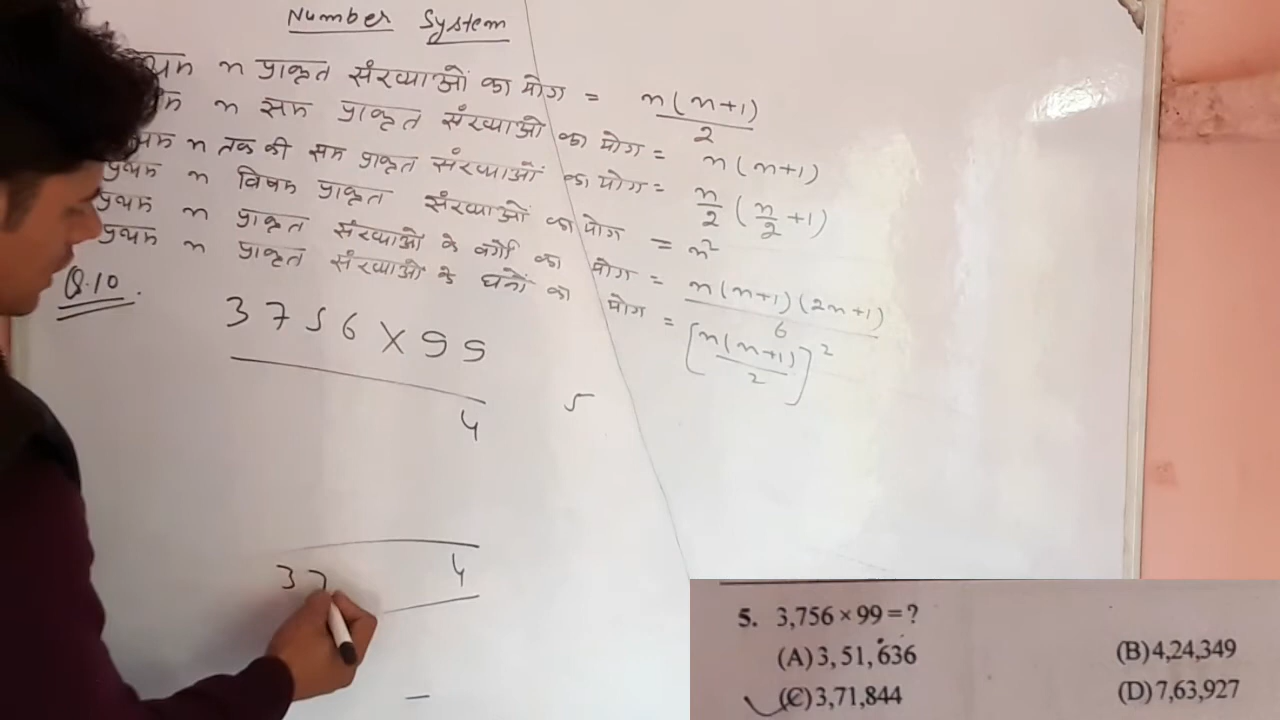 Number System
n प्राकृत संख्याओं का योग = n(n+1)/2
n सम प्राकृत संख्याओं का योग = n(n+1)
n तक की सम प्राकृत संख्याओं का योग = n/2 (n/2 +1)
प्रथम n विषम प्राकृत संख्याओं का योग = n²
प्रथम n प्राकृत संख्याओं के वर्गों का योग = n(n+1)(2n+1)/6
प्रथम n प्राकृत संख्याओं के घनों का योग = [n(n+1)/2]²
Q.10.
3756×99
4
5
37 4
5. 3,756 × 99 = ?
(A) 3,51,636 (B) 4,24,349
(C) 3,71,844 (D) 7,63,927